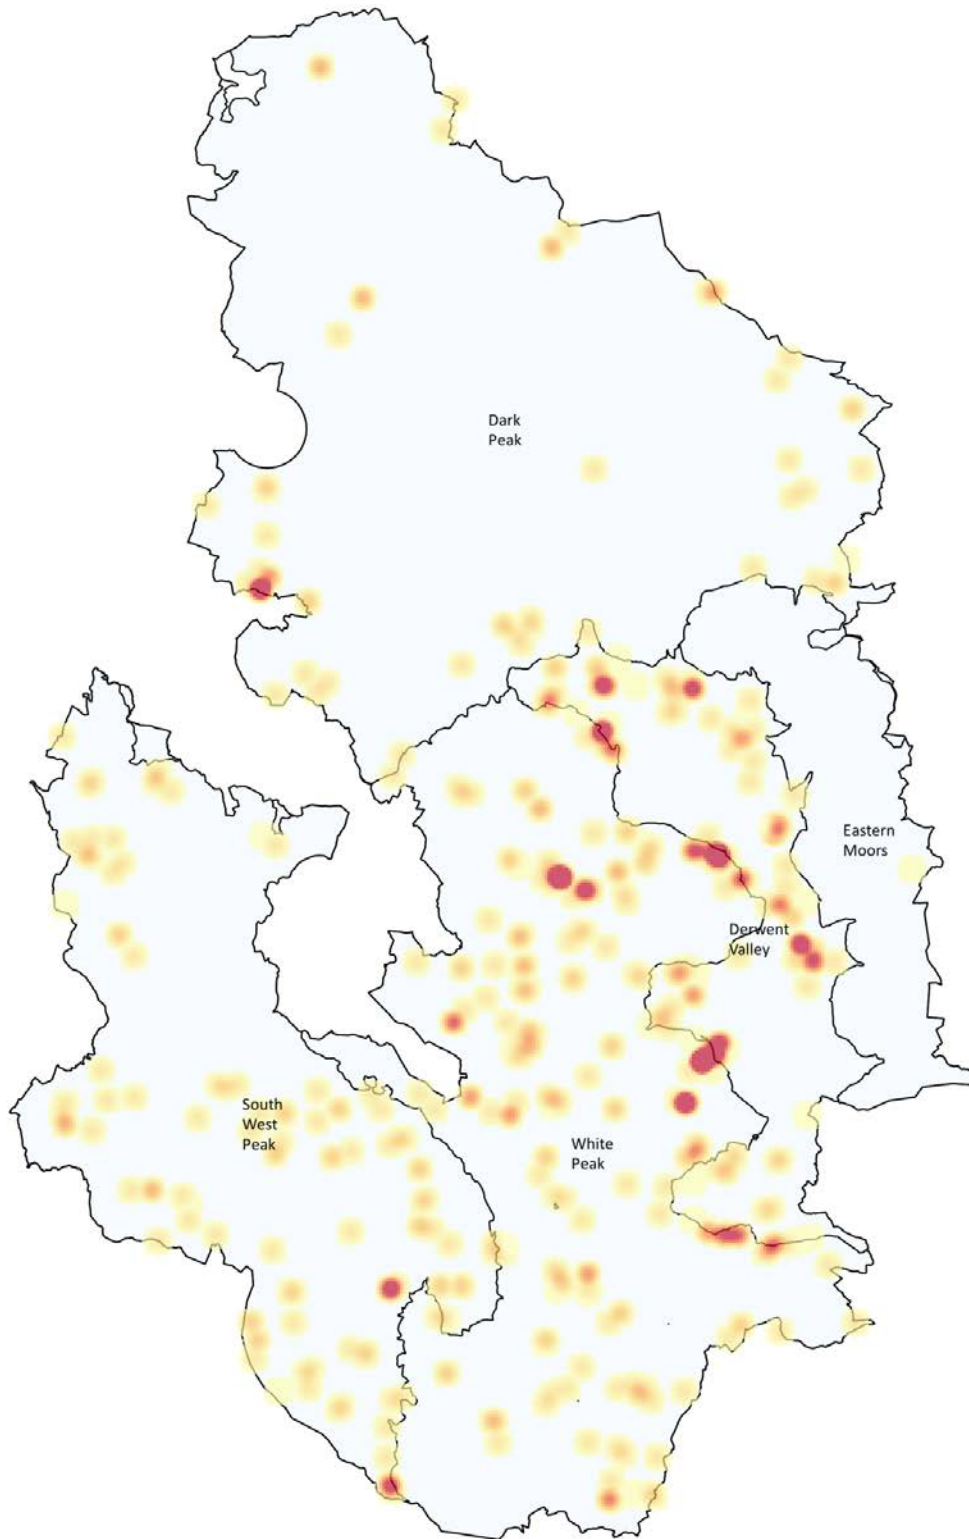 Dark
Peak
Eastern
Moors
Derwent
Valley
South
West
Peak
White
Peak